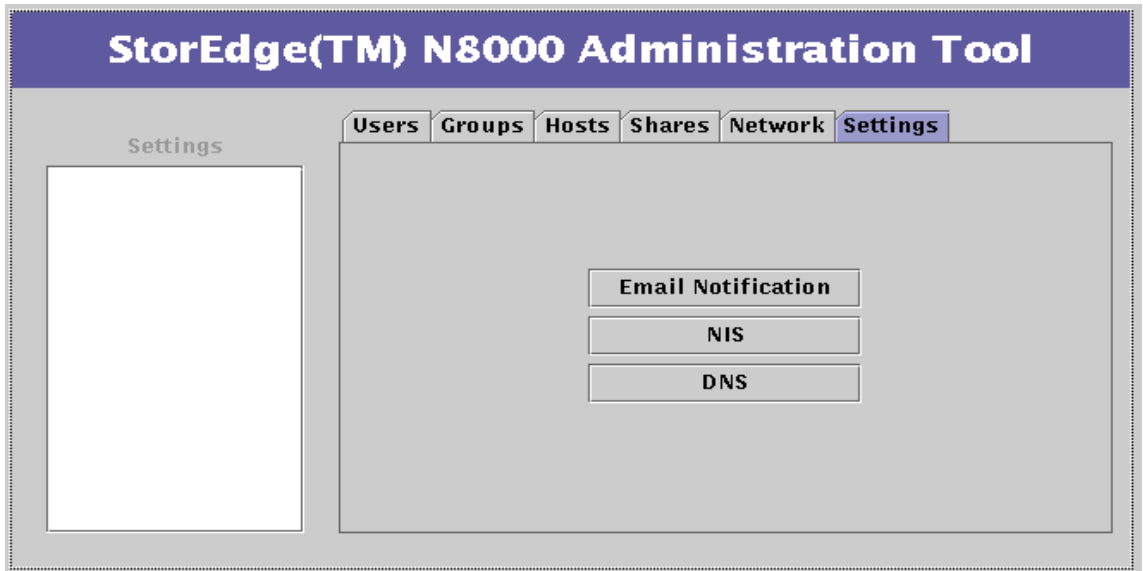 StorEdge(TM) N8000 Administration Tool
Settings
Users Groups Hosts Shares Network Settings
Email Notification
NIS
DNS